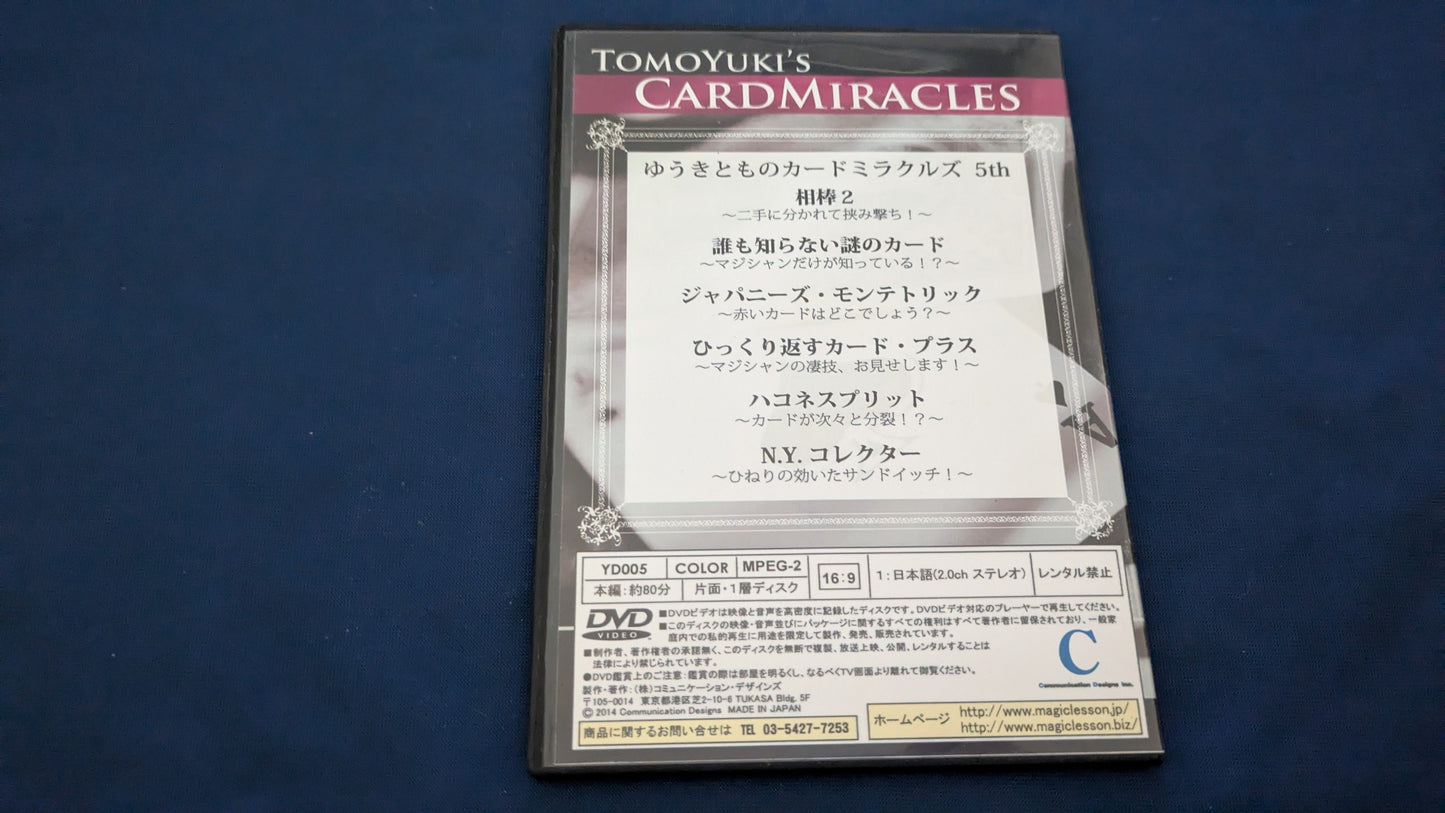 TOMOYUKI'S
CARDMIRACLES
ゆうきとものカードミラクルズ 5th
相棒2
～二手に分かれて挟み撃ち！～
誰も知らない謎のカード
～マジシャンだけが知っている！？～
ジャパニーズ・モンテトリック
～赤いカードはどこでしょう？～
ひっくり返すカード・プラス
～マジシャンの凄技、お見せします！～
ハコネスプリット
～カードが次々と分裂！？～
N.Y. コレクター
～ひねりの効いたサンドイッチ！～
YD005 COLOR MPEG-2 16:9 1:日本語(2.0ch ステレオ) レンタル禁止
本編:約80分 片面・1層ディスク
DVD VIDEO
■DVDビデオは映像と音声を高密度に記録したディスクです。DVDビデオ対応のプレーヤーで再生してください。
■このディスクの映像・音声並びにパッケージに関するすべての権利はすべて著作者に留保されており、一般家
庭内での私的再生に用途を限定して製作、発売、販売されています。
■制作者、著作権者の承諾無く、このディスクを無断で複製、放送上映、公開、レンタルすることは
法律により禁じられています。
●DVD鑑賞上のご注意:鑑賞の際は部屋を明るくし、なるべくTV画面より離れて御覧ください。
製作・著作:(株)コミュニケーション・デザインズ
〒105-0014 東京都港区芝2-10-6 TUKASA Bldg. 5F
© 2014 Communication Designs MADE IN JAPAN
C
Communication Designs Inc.
商品に関するお問い合せは TEL 03-5427-7253
ホームページ http://www.magiclesson.jp/
http://www.magiclesson.biz/